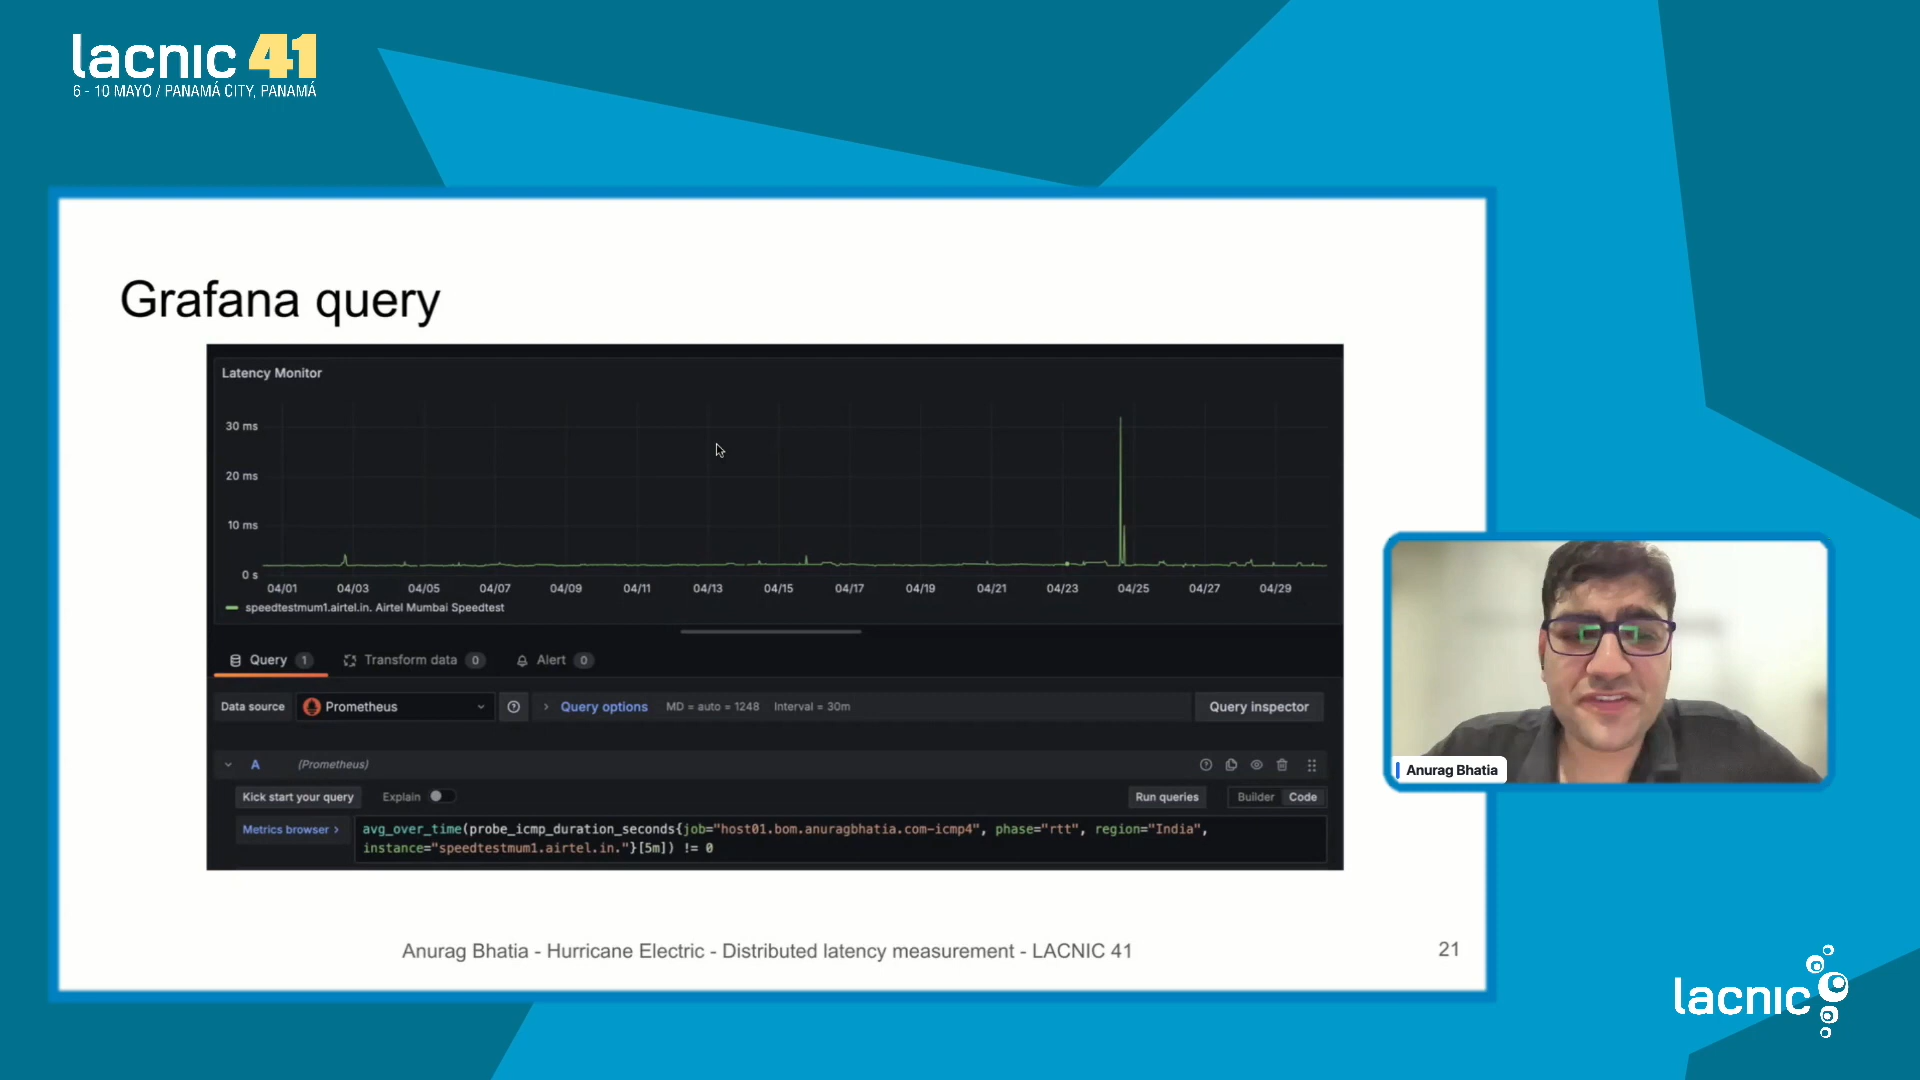 lacnic 41
6 - 10 MAYO / PANAMÁ CITY, PANAMÁ
Grafana query
Latency Monitor
30 ms
20 ms
10 ms
0 s
04/01 04/03 04/05 04/07 04/09 04/11 04/13 04/15 04/17 04/19 04/21 04/23 04/25 04/27 04/29
speedtestmum1.airtel.in. Airtel Mumbai Speedtest
Query 1 Transform data 0 Alert 0
Data source Prometheus Query options MD = auto = 1248 Interval = 30m Query inspector
A (Prometheus)
Kick start your query Explain Run queries Builder Code
Metrics browser > avg_over_time(probe_icmp_duration_seconds{job="host01.bom.anuragbhatia.com-icmp4", phase="rtt", region="India",
instance="speedtestmum1.airtel.in."}[5m]) != 0
Anurag Bhatia
Anurag Bhatia - Hurricane Electric - Distributed latency measurement - LACNIC 41
21
lacnic